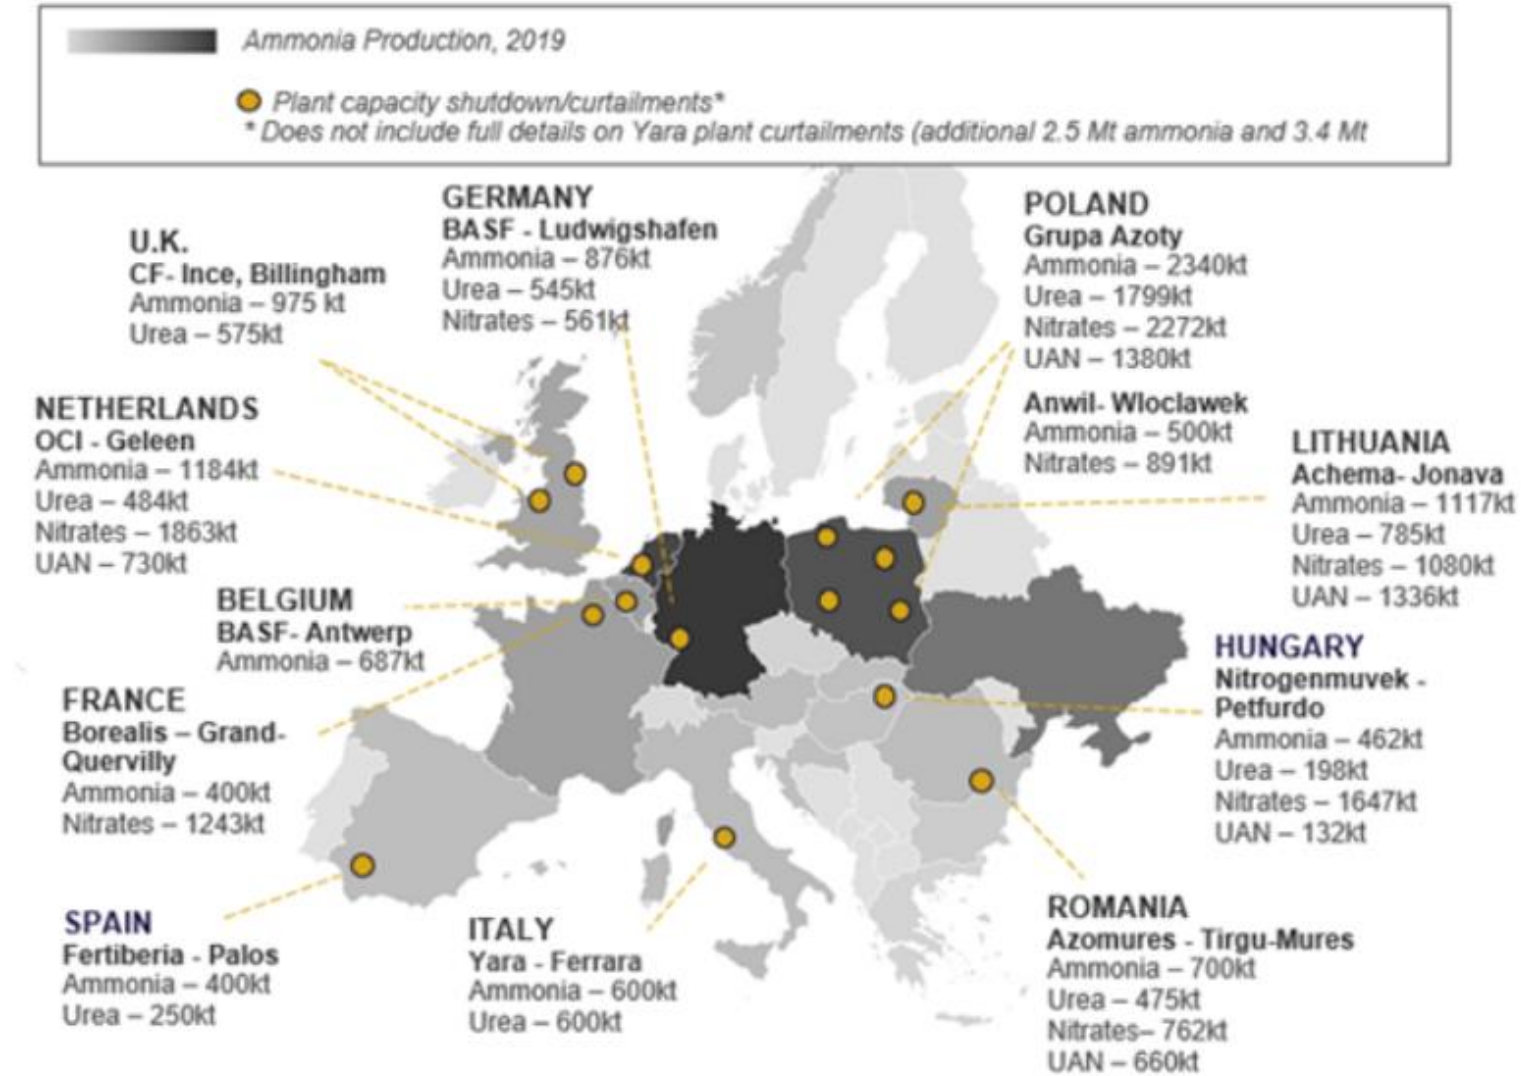 Ammonia Production, 2019
Plant capacity shutdown/curtailments*
* Does not include full details on Yara plant curtailments (additional 2.5 Mt ammonia and 3.4 Mt
GERMANY
BASF - Ludwigshafen
Ammonia – 876kt
Urea – 545kt
Nitrates – 561kt
POLAND
Grupa Azoty
Ammonia – 2340kt
Urea – 1799kt
Nitrates – 2272kt
UAN – 1380kt
Anwil- Wloclawek
Ammonia – 500kt
Nitrates – 891kt
U.K.
CF- Ince, Billingham
Ammonia – 975 kt
Urea – 575kt
NETHERLANDS
OCI - Geleen
Ammonia – 1184kt
Urea – 484kt
Nitrates – 1863kt
UAN – 730kt
LITHUANIA
Achema- Jonava
Ammonia – 1117kt
Urea – 785kt
Nitrates – 1080kt
UAN – 1336kt
BELGIUM
BASF- Antwerp
Ammonia – 687kt
HUNGARY
Nitrogenmuvek -
Petfurdo
Ammonia – 462kt
Urea – 198kt
Nitrates – 1647kt
UAN – 132kt
FRANCE
Borealis – Grand-
Quervilly
Ammonia – 400kt
Nitrates – 1243kt
SPAIN
Fertiberia - Palos
Ammonia – 400kt
Urea – 250kt
ITALY
Yara - Ferrara
Ammonia – 600kt
Urea – 600kt
ROMANIA
Azomures - Tirgu-Mures
Ammonia – 700kt
Urea – 475kt
Nitrates– 762kt
UAN – 660kt